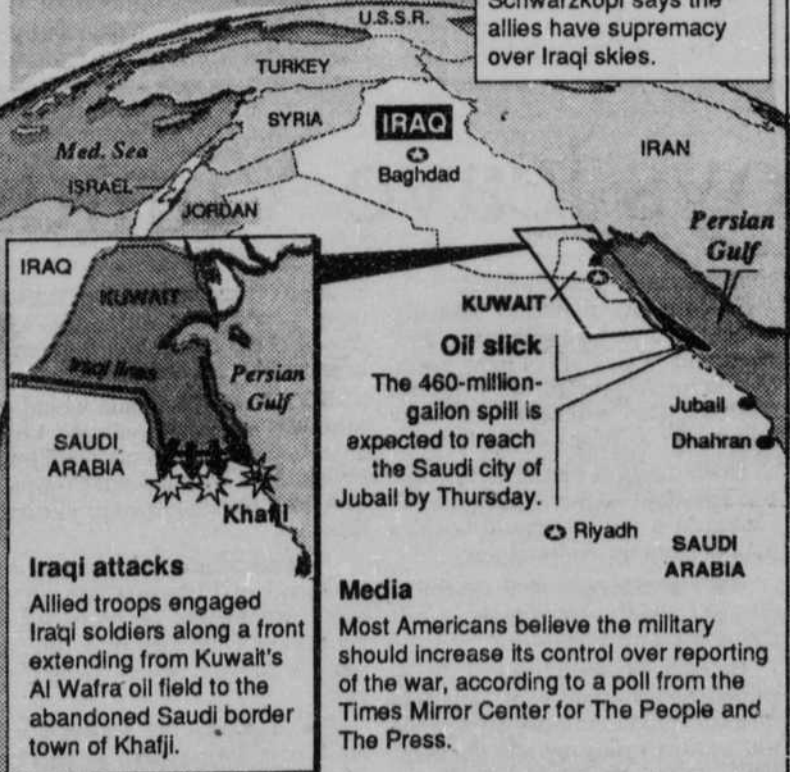 Schwarzkopf says the
allies have supremacy
over Iraqi skies.
U.S.S.R.
TURKEY
SYRIA
IRAQ
Baghdad
IRAN
Med. Sea
ISRAEL
JORDAN
Persian
Gulf
KUWAIT
Oil slick
The 460-million-
gallon spill is
expected to reach
the Saudi city of
Jubail by Thursday.
Jubail
Dhahran
Riyadh
SAUDI
ARABIA
IRAQ
KUWAIT
Iraqi lines
Persian
Gulf
SAUDI
ARABIA
Khafji
Iraqi attacks
Allied troops engaged
Iraqi soldiers along a front
extending from Kuwait's
Al Wafra oil field to the
abandoned Saudi border
town of Khafji.
Media
Most Americans believe the military
should increase its control over reporting
of the war, according to a poll from the
Times Mirror Center for The People and
The Press.